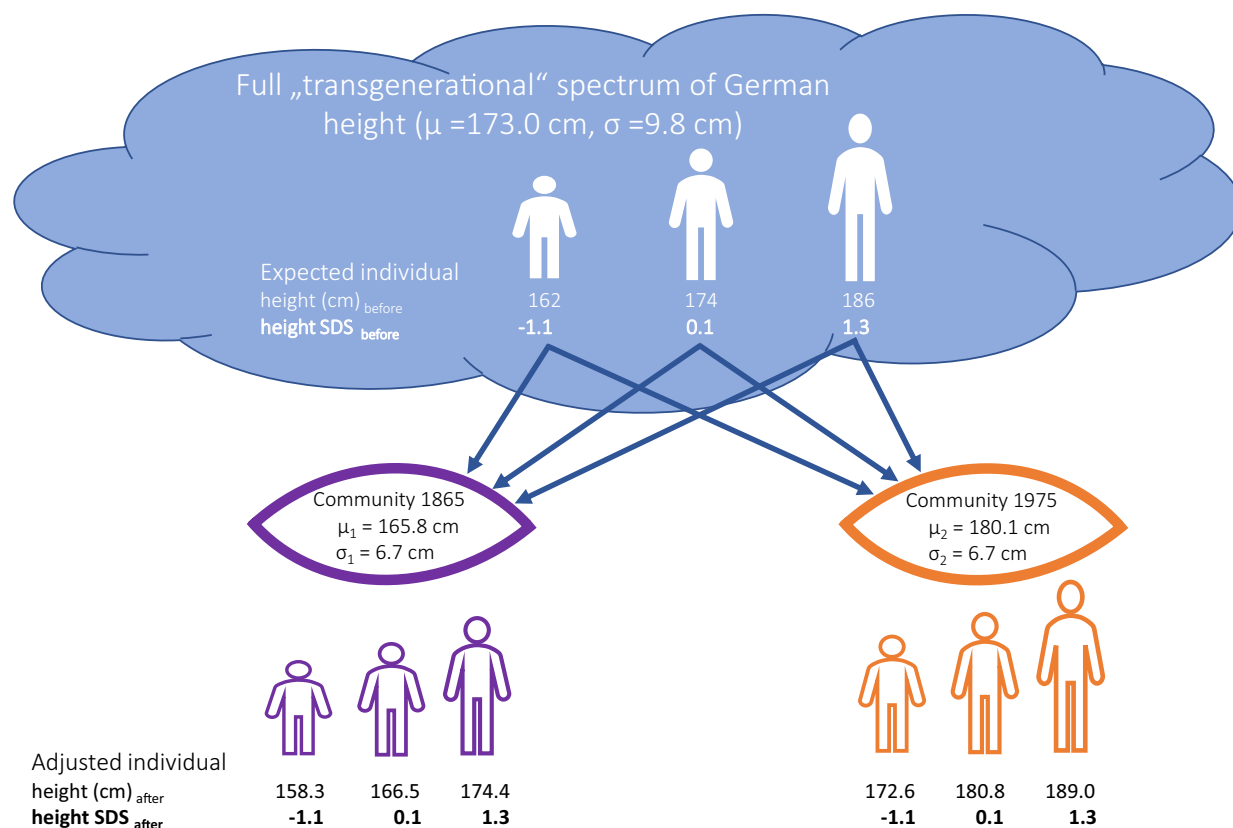 Full „transgenerational“ spectrum of German
height (μ =173.0 cm, σ =9.8 cm)
Expected individual
height (cm) before 162 174 186
height SDS before -1.1 0.1 1.3
Community 1865
μ1 = 165.8 cm
σ1 = 6.7 cm
Community 1975
μ2 = 180.1 cm
σ2 = 6.7 cm
Adjusted individual
height (cm) after 158.3 166.5 174.4 172.6 180.8 189.0
height SDS after -1.1 0.1 1.3 -1.1 0.1 1.3